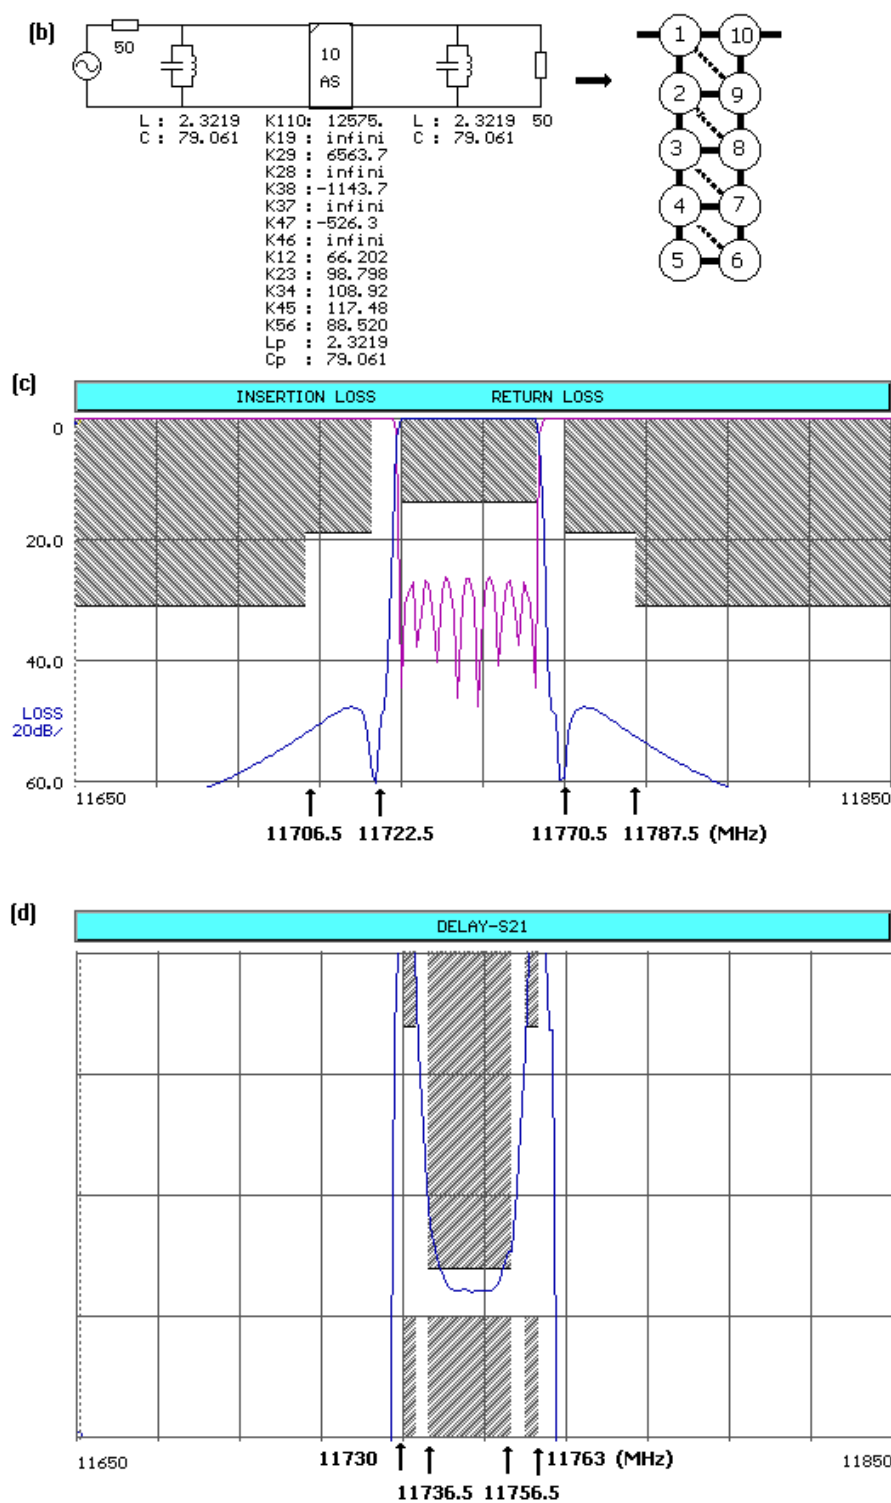 (b)
50
10
AS
L : 2.3219
C : 79.061
K110: 12575.
K19 : infini
K29 : 6563.7
K28 : infini
K38 :-1143.7
K37 : infini
K47 :-526.3
K46 : infini
K12 : 66.202
K23 : 98.798
K34 : 108.92
K45 : 117.48
K56 : 88.520
Lp : 2.3219
Cp : 79.061
L : 2.3219 50
C : 79.061
1 10
2 9
3 8
4 7
5 6
(c)
INSERTION LOSS RETURN LOSS
0
20.0
40.0
LOSS
20dB/
60.0
11650 11850
11706.5 11722.5 11770.5 11787.5 (MHz)
(d)
DELAY-S21
11650 11730 11763 (MHz) 11850
11736.5 11756.5